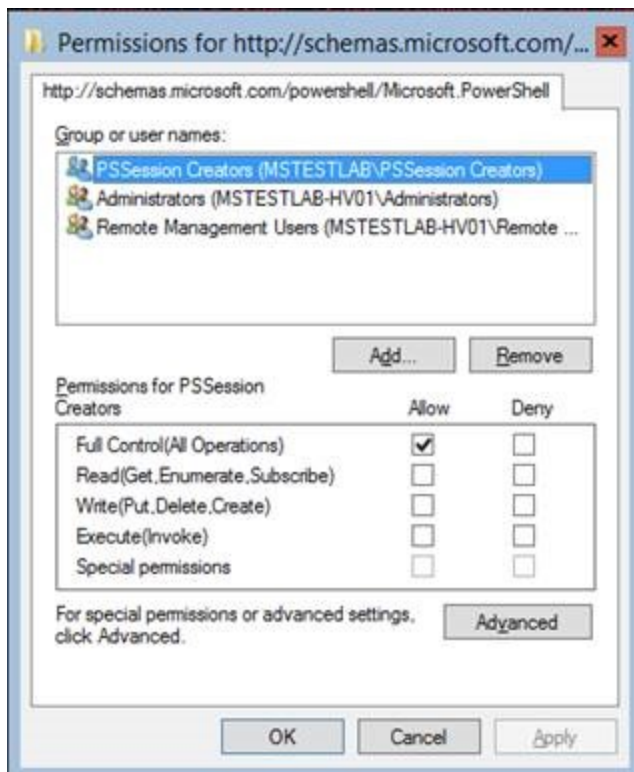 Permissions for http://schemas.microsoft.com/...
http://schemas.microsoft.com/powershell/Microsoft.PowerShell
Group or user names:
PSSession Creators (MSTESTLAB\PSSession Creators)
Administrators (MSTESTLAB-HV01\Administrators)
Remote Management Users (MSTESTLAB-HV01\Remote ...
Add... Remove
Permissions for PSSession
Creators Allow Deny
Full Control(All Operations)
Read(Get,Enumerate,Subscribe)
Write(Put,Delete,Create)
Execute(Invoke)
Special permissions
For special permissions or advanced settings,
click Advanced. Advanced
OK Cancel Apply